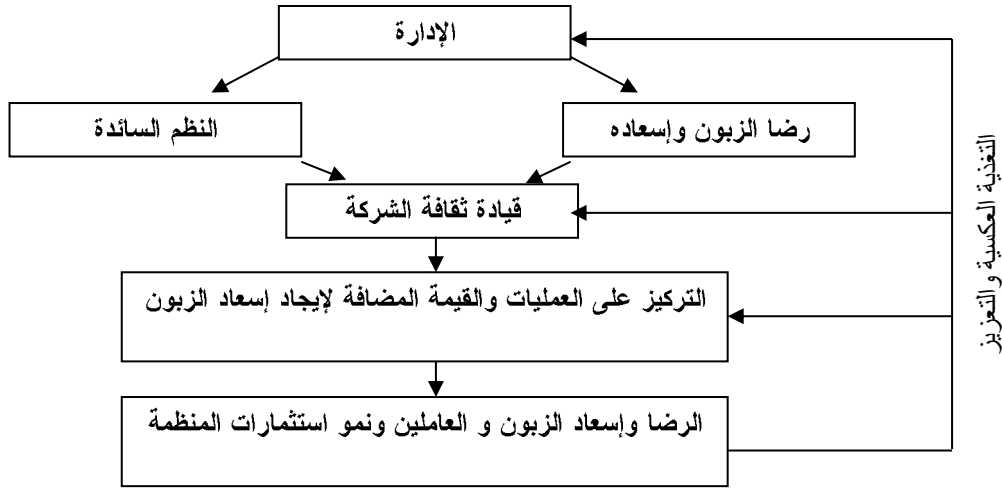 الإدارة
رضا الزبون وإسعاده
النظم السائدة
قيادة ثقافة الشركة
التركيز على العمليات والقيمة المضافة لإيجاد إسعاد الزبون
الرضا وإسعاد الزبون و العاملين ونمو استثمارات المنظمة
التغذية العكسية والتعزيز